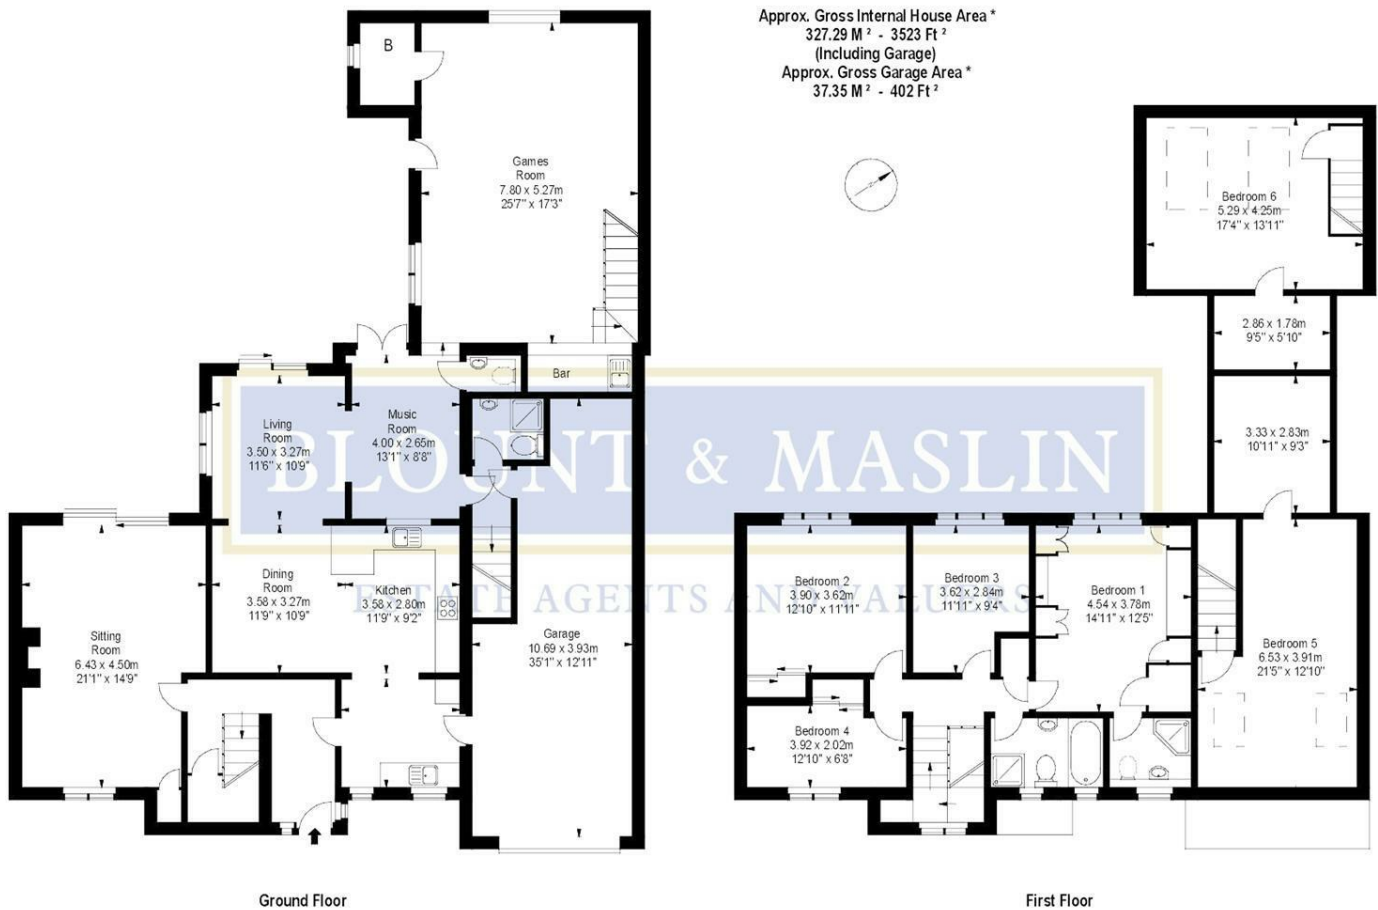 Approx. Gross Internal House Area *
327.29 M ² - 3523 Ft ²
(Including Garage)
Approx. Gross Garage Area *
37.35 M ² - 402 Ft ²
B
Games
Room
7.80 x 5.27m
25'7" x 17'3"
Bar
Living
Room
3.50 x 3.27m
11'6" x 10'9"
Music
Room
4.00 x 2.65m
13'1" x 8'8"
Dining
Room
3.58 x 3.27m
11'9" x 10'9"
Kitchen
3.58 x 2.80m
11'9" x 9'2"
Sitting
Room
6.43 x 4.50m
21'1" x 14'9"
Garage
10.69 x 3.93m
35'1" x 12'11"
Ground Floor
BLOUNT & MASLIN
ESTATE AGENTS AND VALUERS
Bedroom 6
5.29 x 4.25m
17'4" x 13'11"
2.86 x 1.78m
9'5" x 5'10"
3.33 x 2.83m
10'11" x 9'3"
Bedroom 2
3.90 x 3.62m
12'10" x 11'11"
Bedroom 3
3.62 x 2.84m
11'11" x 9'4"
Bedroom 1
4.54 x 3.78m
14'11" x 12'5"
Bedroom 5
6.53 x 3.91m
21'5" x 12'10"
Bedroom 4
3.92 x 2.02m
12'10" x 6'8"
First Floor